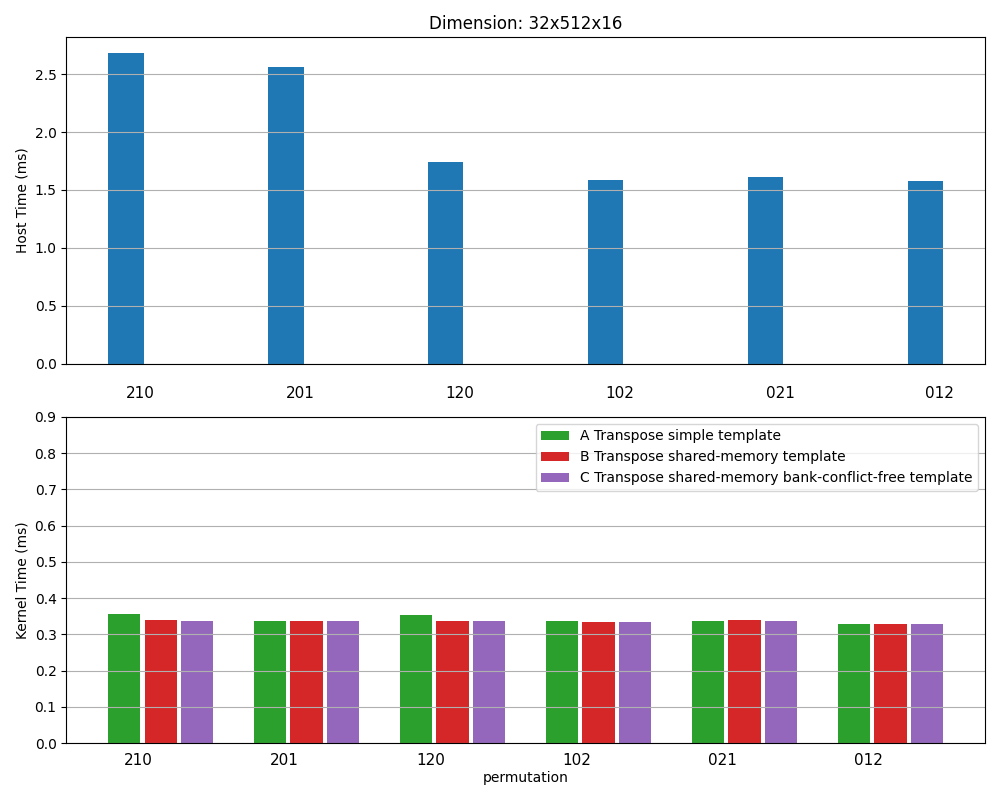 Dimension: 32x512x16
Host Time (ms)
2.5
2.0
1.5
1.0
0.5
0.0
210 201 120 102 021 012
Kernel Time (ms)
0.9
0.8
0.7
0.6
0.5
0.4
0.3
0.2
0.1
0.0
A Transpose simple template
B Transpose shared-memory template
C Transpose shared-memory bank-conflict-free template
210 201 120 102 021 012
permutation